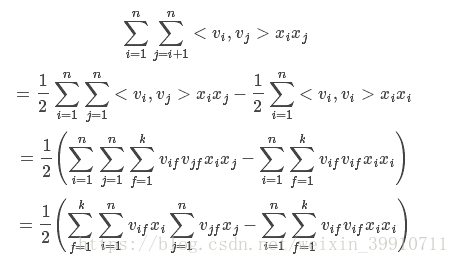 \sum_{i=1}^{n} \sum_{j=i+1}^{n} < v_i, v_j > x_i x_j
= \frac{1}{2} \sum_{i=1}^{n} \sum_{j=1}^{n} < v_i, v_j > x_i x_j - \frac{1}{2} \sum_{i=1}^{n} < v_i, v_i > x_i x_i
= \frac{1}{2} \left( \sum_{i=1}^{n} \sum_{j=1}^{n} \sum_{f=1}^{k} v_{if} v_{jf} x_i x_j - \sum_{i=1}^{n} \sum_{f=1}^{k} v_{if} v_{if} x_i x_i \right)
= \frac{1}{2} \left( \sum_{f=1}^{k} \sum_{i=1}^{n} v_{if} x_i \sum_{j=1}^{n} v_{jf} x_j - \sum_{i=1}^{n} \sum_{f=1}^{k} v_{if} v_{if} x_i x_i \right)